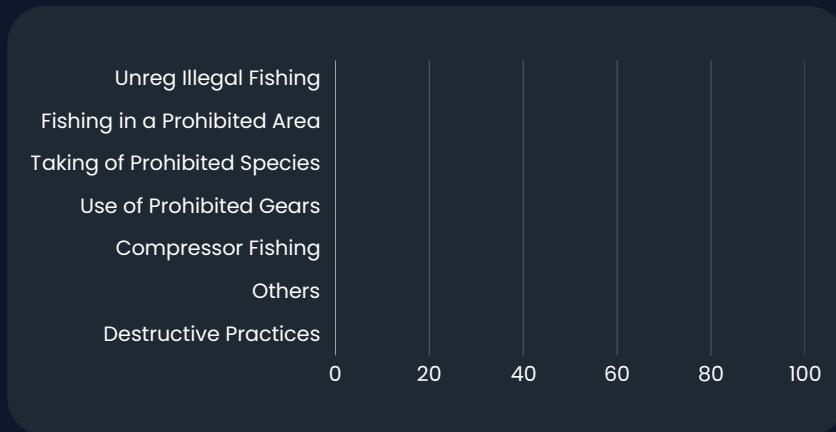 Unreg Illegal Fishing
Fishing in a Prohibited Area
Taking of Prohibited Species
Use of Prohibited Gears
Compressor Fishing
Others
Destructive Practices
0 20 40 60 80 100